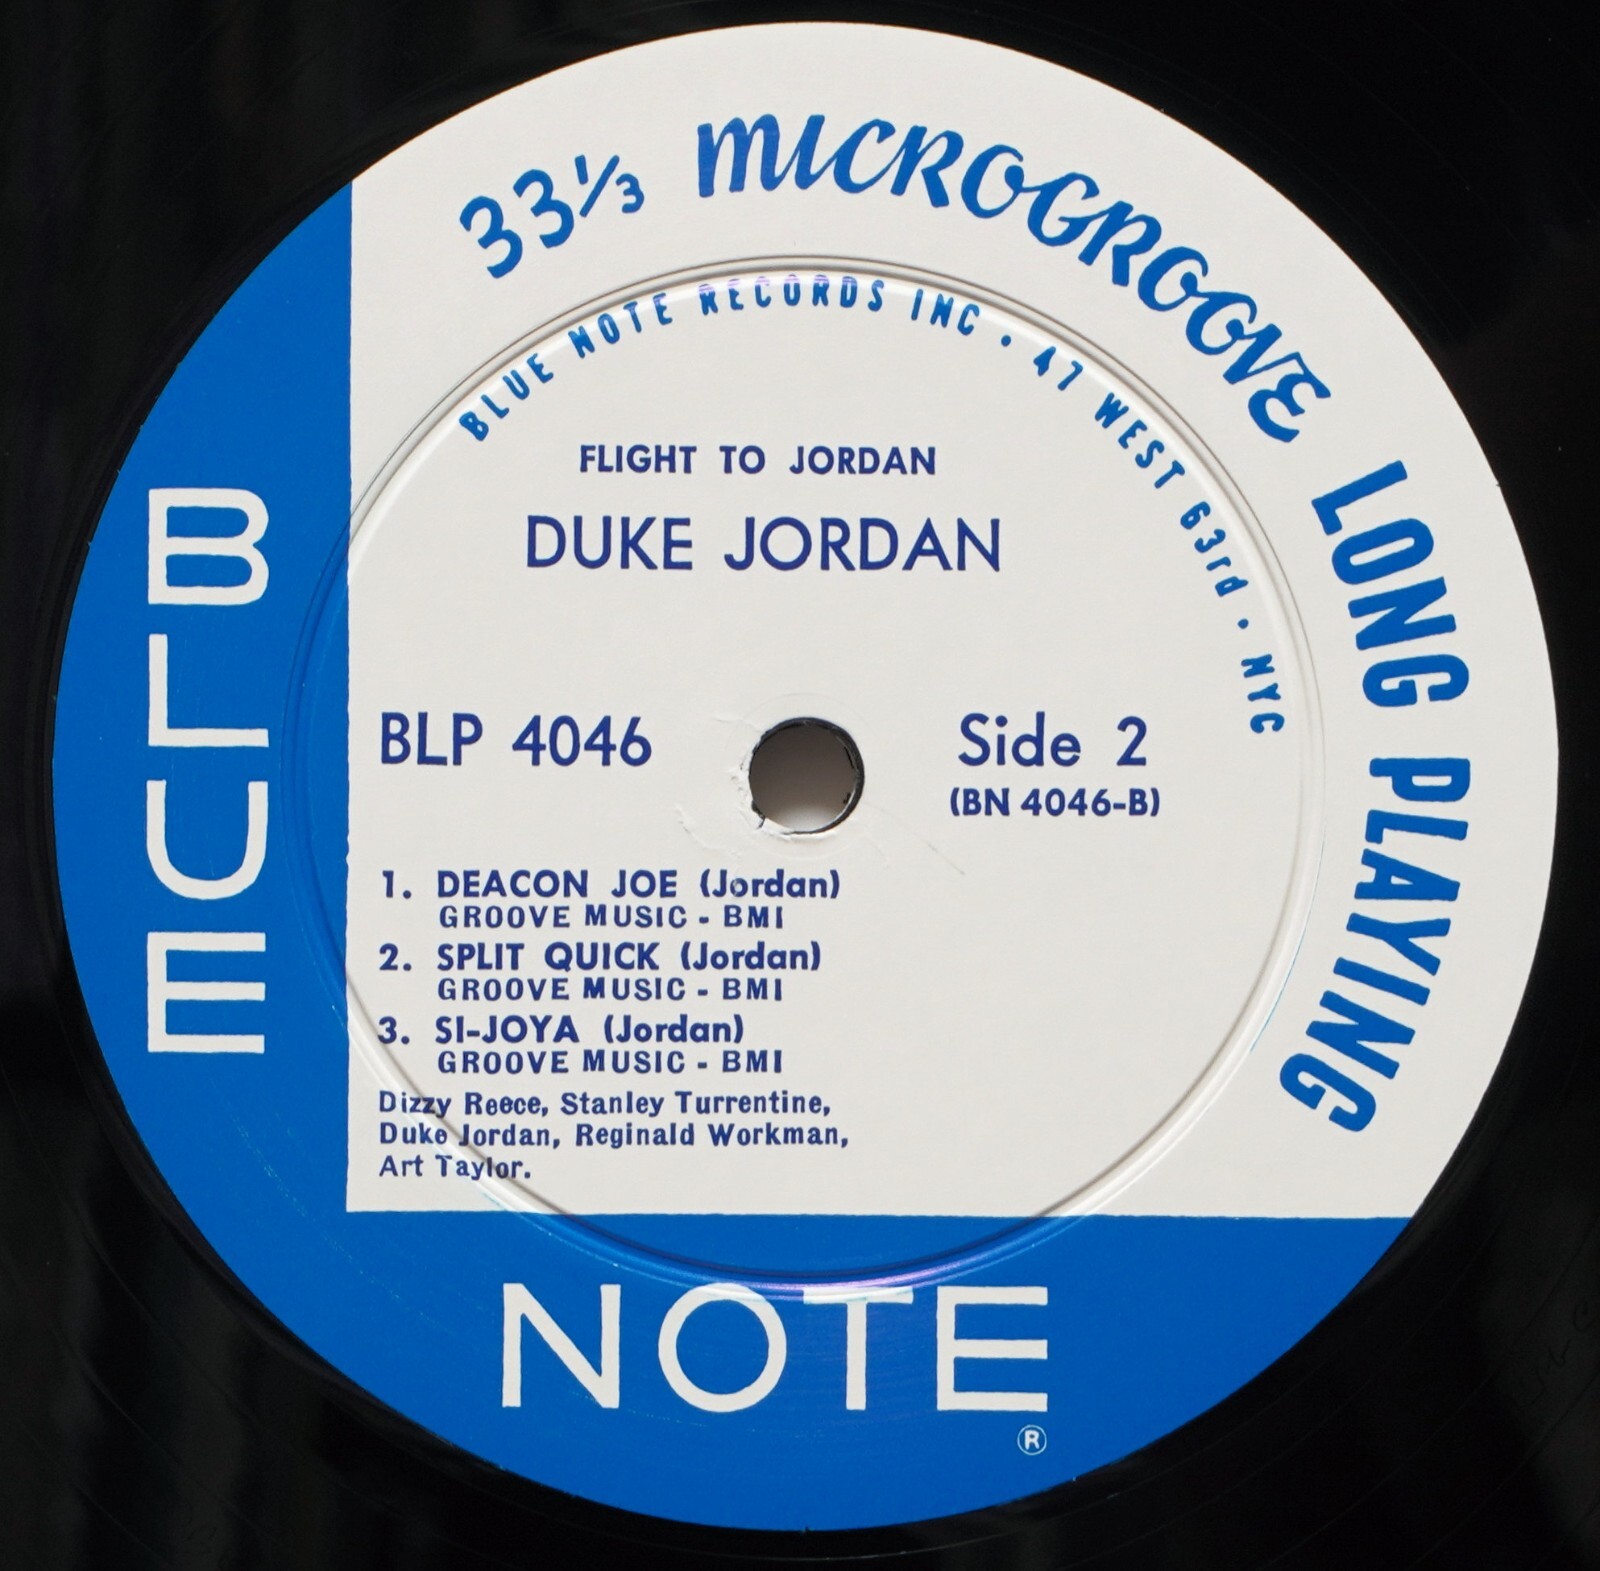 33⅓ MICROGROOVE LONG PLAYING
BLUE NOTE RECORDS INC · 47 WEST 63rd · NYC
FLIGHT TO JORDAN
DUKE JORDAN
BLP 4046
Side 2
(BN 4046-B)
1. DEACON JOE (Jordan)
GROOVE MUSIC - BMI
2. SPLIT QUICK (Jordan)
GROOVE MUSIC - BMI
3. SI-JOYA (Jordan)
GROOVE MUSIC - BMI
Dizzy Reece, Stanley Turrentine,
Duke Jordan, Reginald Workman,
Art Taylor.
BLUE
NOTE
®